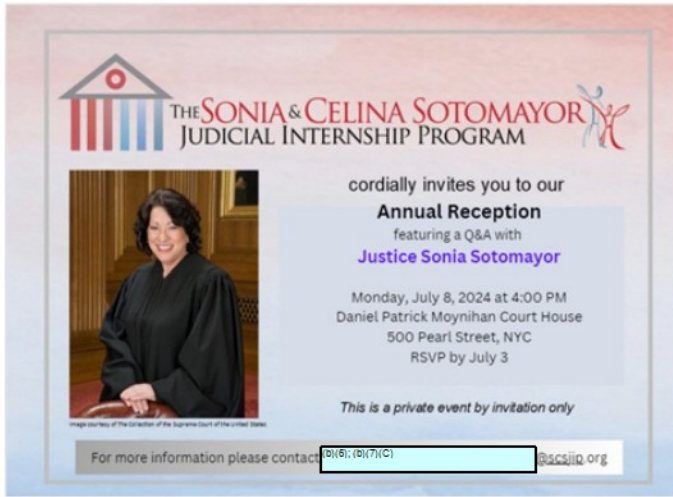 THE SONIA & CELINA SOTOMAYOR
JUDICIAL INTERNSHIP PROGRAM
cordially invites you to our
Annual Reception
featuring a Q&A with
Justice Sonia Sotomayor
Monday, July 8, 2024 at 4:00 PM
Daniel Patrick Moynihan Court House
500 Pearl Street, NYC
RSVP by July 3
This is a private event by invitation only
Image courtesy of The Collection of the Supreme Court of the United States
For more information please contact (b)(6); (b)(7)(C) @scsjip.org